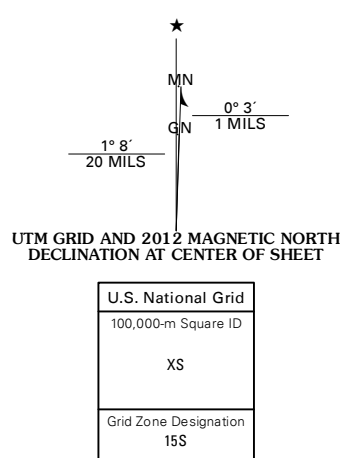 ★
MN
0° 3´
1 MILS
GN
1° 8´
20 MILS
UTM GRID AND 2012 MAGNETIC NORTH
DECLINATION AT CENTER OF SHEET
U.S. National Grid
100,000-m Square ID
XS
Grid Zone Designation
15S